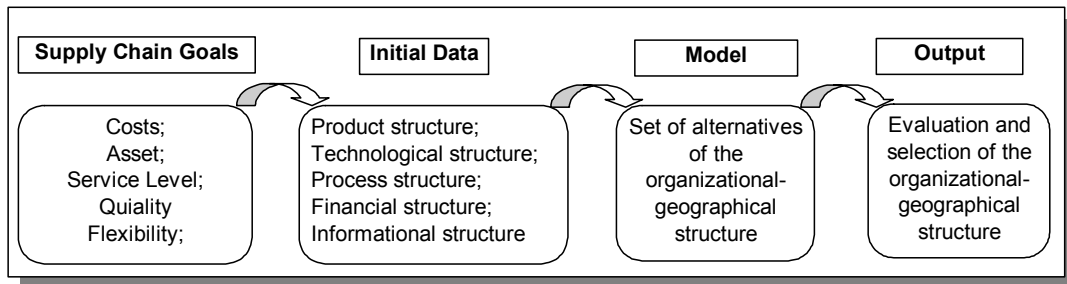 Supply Chain Goals
Costs;
Asset;
Service Level;
Quiality
Flexibility;
Initial Data
Product structure;
Technological structure;
Process structure;
Financial structure;
Informational structure
Model
Set of alternatives
of the
organizational-
geographical
structure
Output
Evaluation and
selection of the
organizational-
geographical
structure